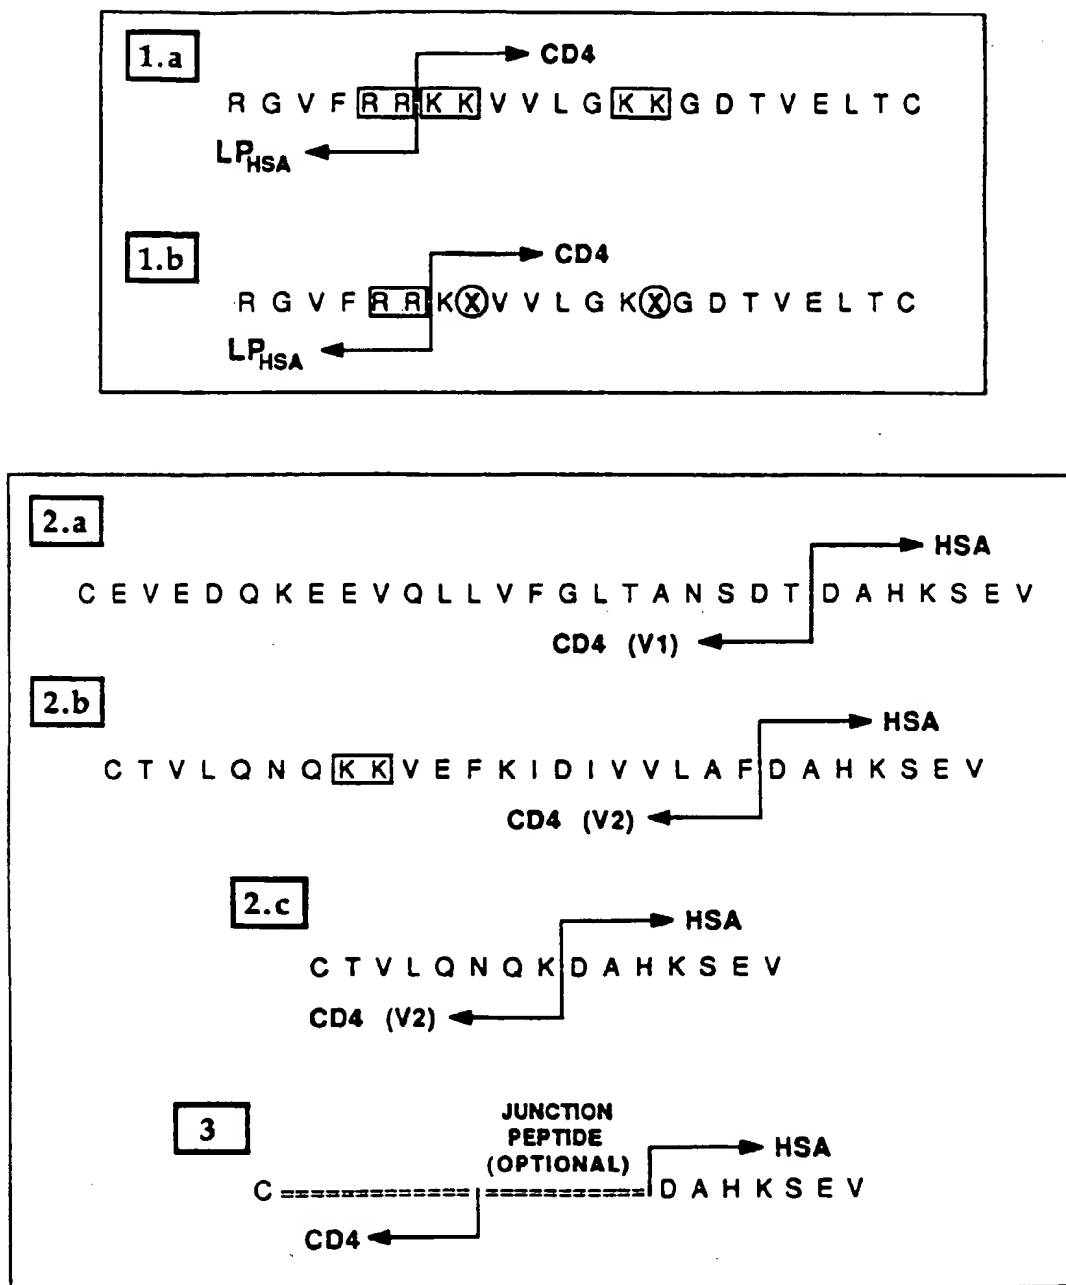 1.a
CD4
R G V F R R K K V V L G K K G D T V E L T C
LPHSA
1.b
CD4
R G V F R R K X V V L G K X G D T V E L T C
LPHSA
2.a
HSA
C E V E D Q K E E V Q L L V F G L T A N S D T D A H K S E V
CD4 (V1)
2.b
HSA
C T V L Q N Q K K V E F K I D I V V L A F D A H K S E V
CD4 (V2)
2.c
HSA
C T V L Q N Q K D A H K S E V
CD4 (V2)
3
JUNCTION
PEPTIDE
(OPTIONAL)
HSA
C D A H K S E V
CD4